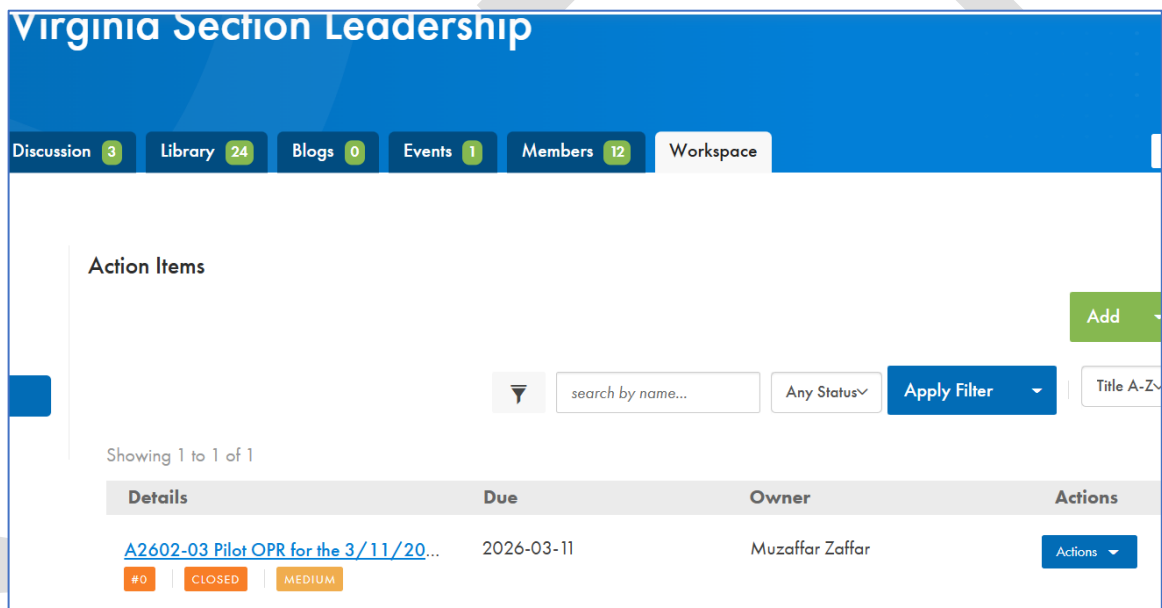 Virginia Section Leadership
Discussion 3 Library 24 Blogs 0 Events 1 Members 12 Workspace
Action Items
Add
search by name... Any Status Apply Filter Title A-Z
Showing 1 to 1 of 1
Details Due Owner Actions
A2602-03 Pilot OPR for the 3/11/20... 2026-03-11 Muzaffar Zaffar Actions
#0 CLOSED MEDIUM